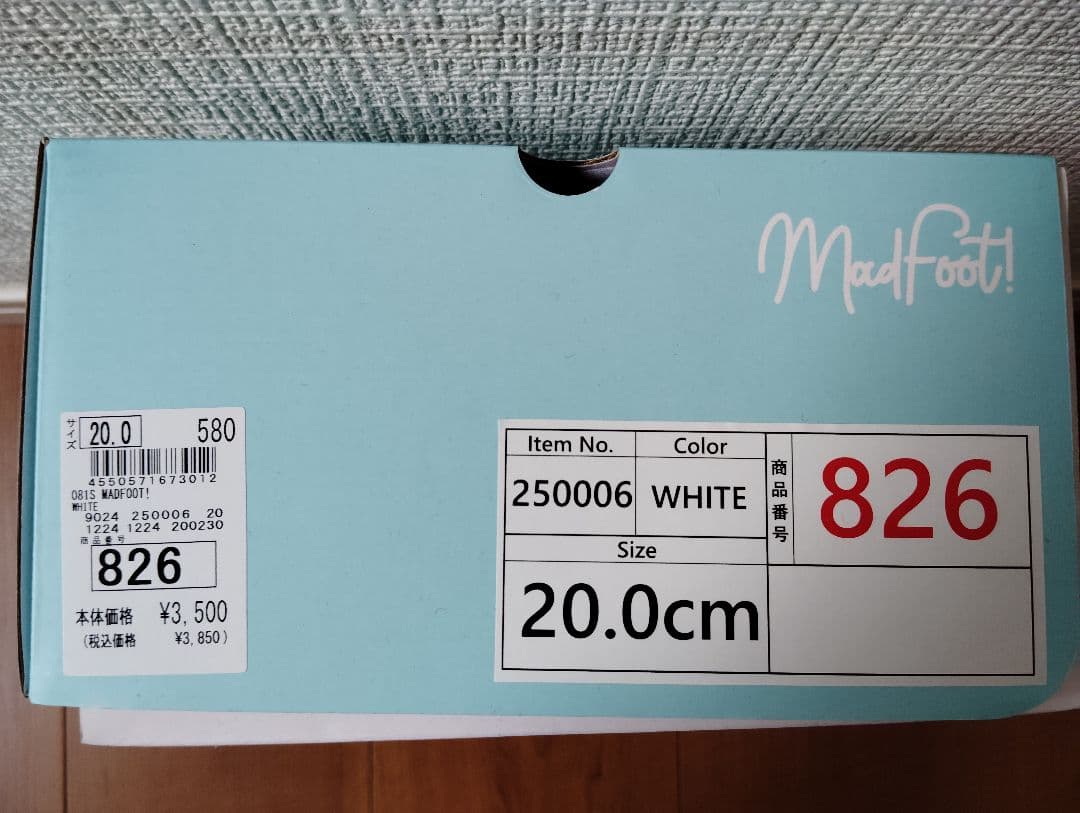 MadFoot!
サイズ 20.0 580
4550571673012
081S MADFOOT!
WHITE
9024 250006 20
1224 1224 200230
商品番号
826
本体価格 ¥3,500
(税込価格 ¥3,850)
Item No. Color
250006 WHITE
商品番号 826
Size
20.0cm